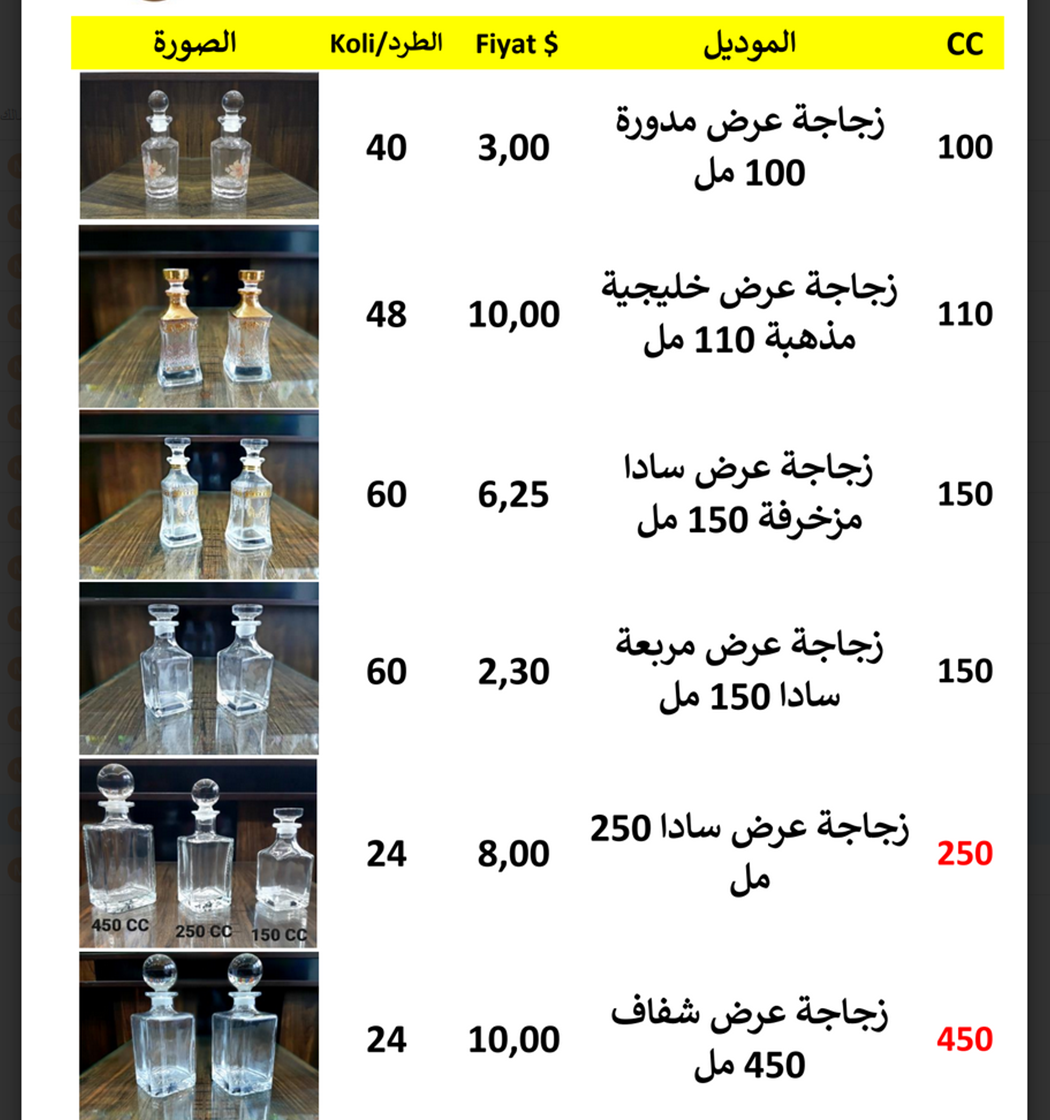 CC الموديل Fiyat $ Koli/الطرد الصورة
100 زجاجة عرض مدورة 3,00 40
100 مل
110 زجاجة عرض خليجية 10,00 48
مذهبة 110 مل
150 زجاجة عرض سادا 6,25 60
مزخرفة 150 مل
150 زجاجة عرض مربعة 2,30 60
سادا 150 مل
250 زجاجة عرض سادا 250 8,00 24
مل
450 CC 250 CC 150 CC
450 زجاجة عرض شفاف 10,00 24
450 مل